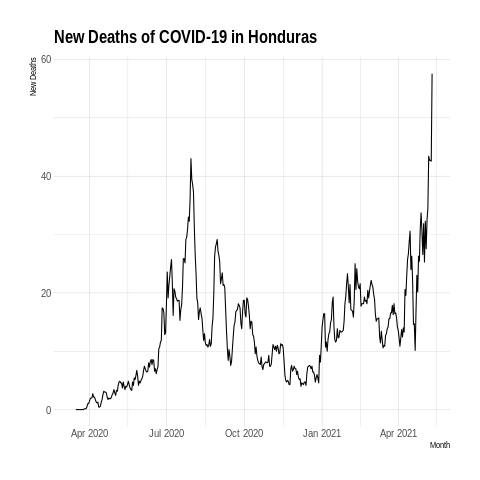 New Deaths of COVID-19 in Honduras
New Deaths
60
40
20
0
Apr 2020 Jul 2020 Oct 2020 Jan 2021 Apr 2021
Month